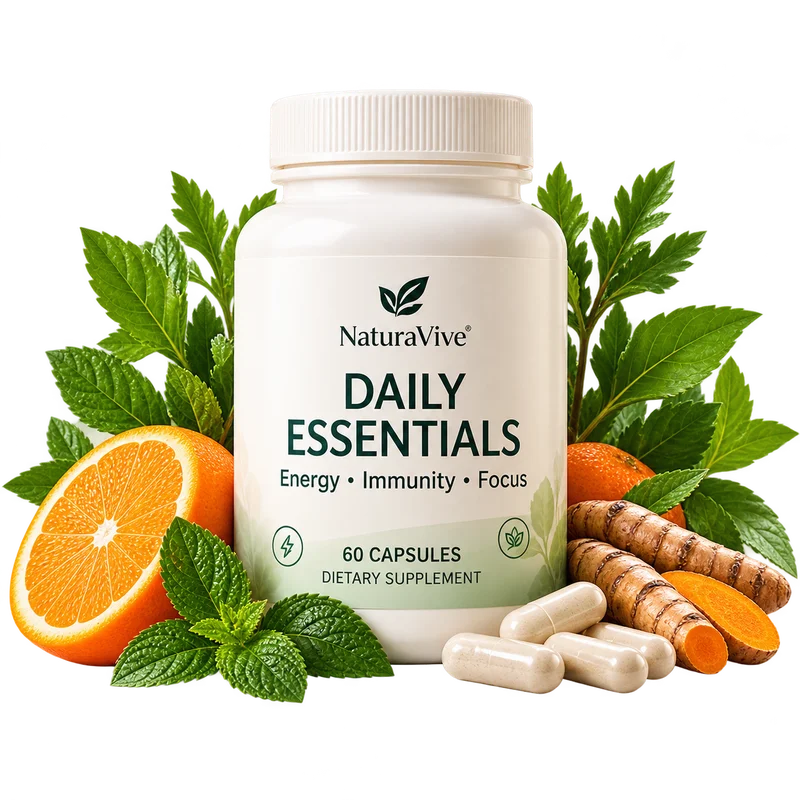 NaturaVive®
DAILY
ESSENTIALS
Energy • Immunity • Focus
60 CAPSULES
DIETARY SUPPLEMENT